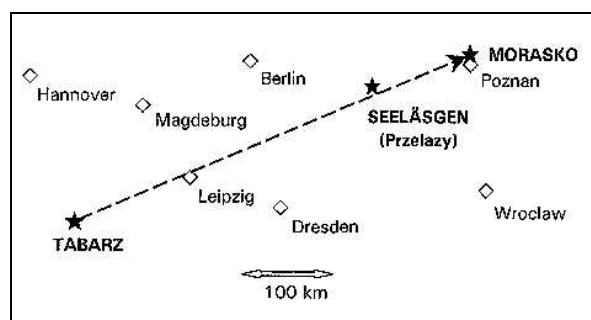 MORASKO
Berlin
Poznan
Hannover
Magdeburg
SEELÄSGEN
(Przelazy)
Leipzig
Wroclaw
Dresden
TABARZ
100 km